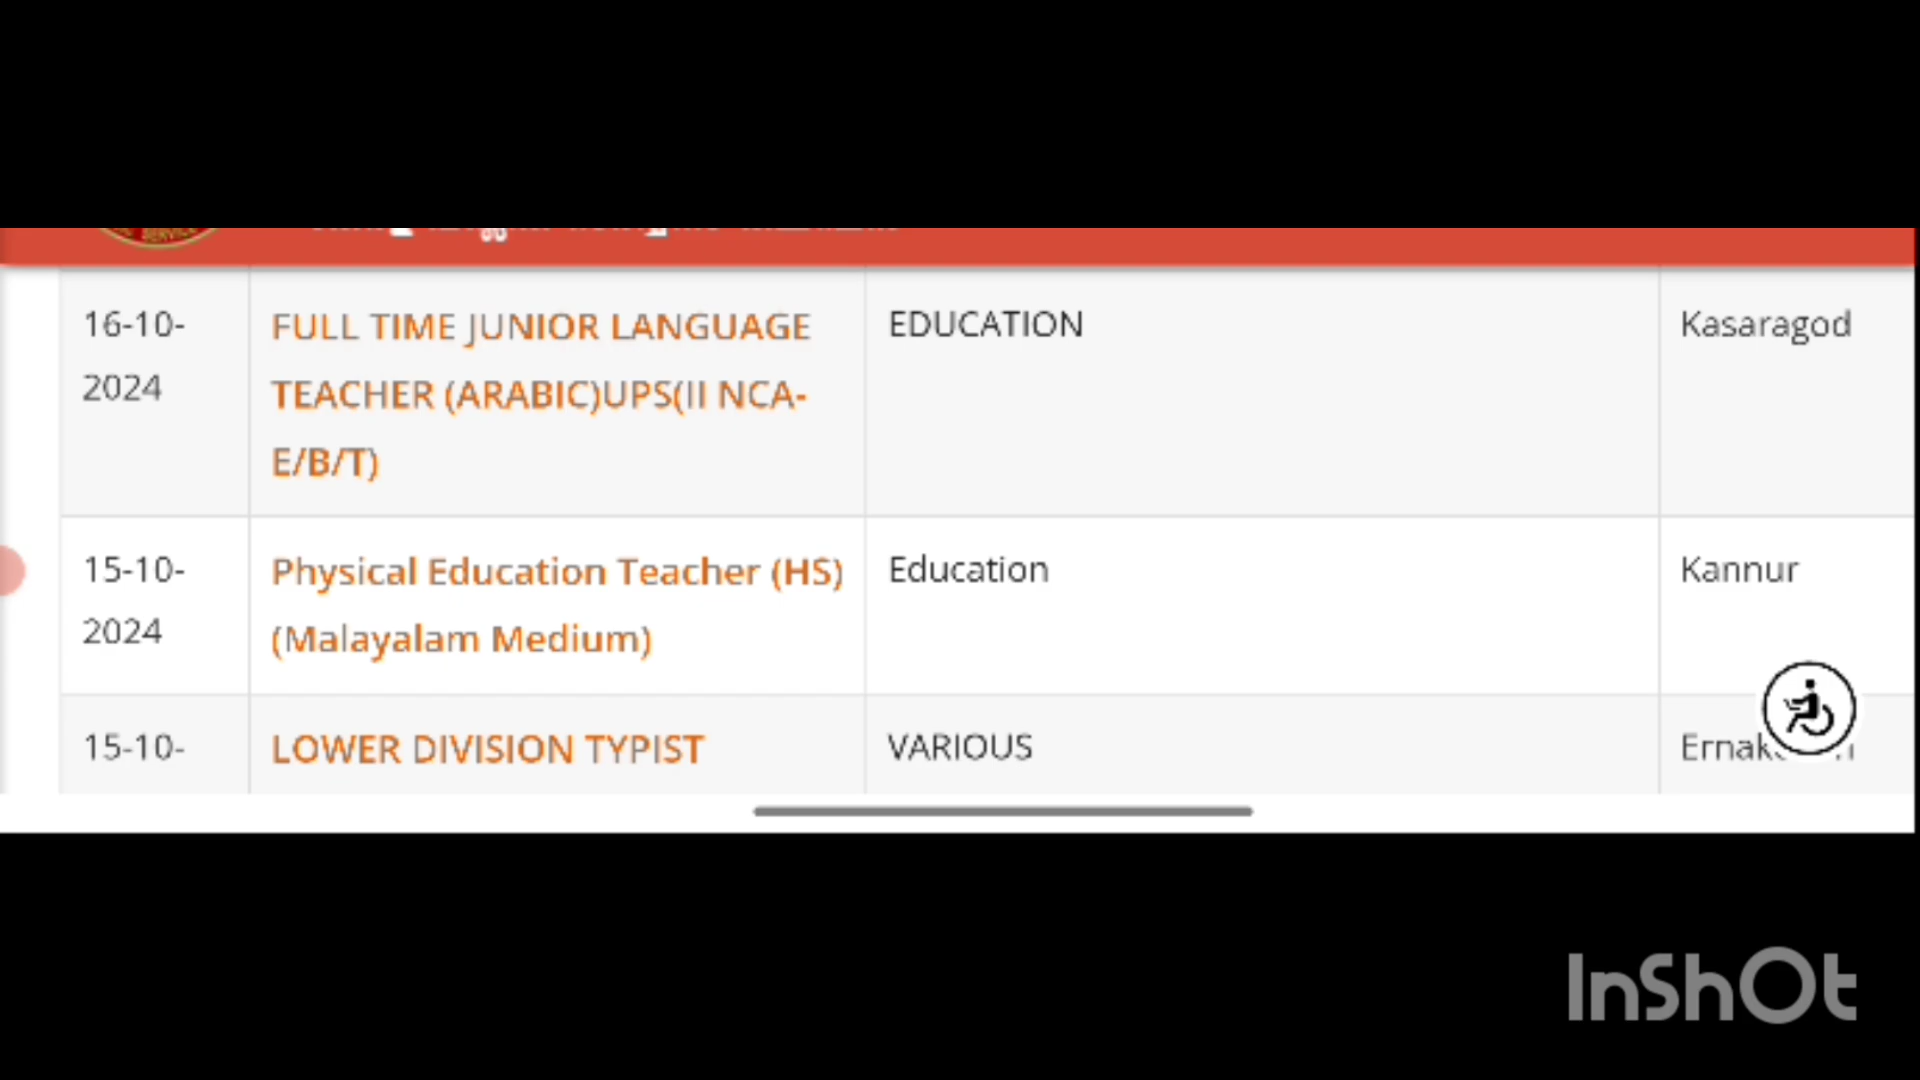 SERVICE
16-10-
2024
FULL TIME JUNIOR LANGUAGE
TEACHER (ARABIC)UPS(II NCA-
E/B/T)
EDUCATION
Kasaragod
15-10-
2024
Physical Education Teacher (HS)
(Malayalam Medium)
Education
Kannur
15-10-
LOWER DIVISION TYPIST
VARIOUS
InShOt